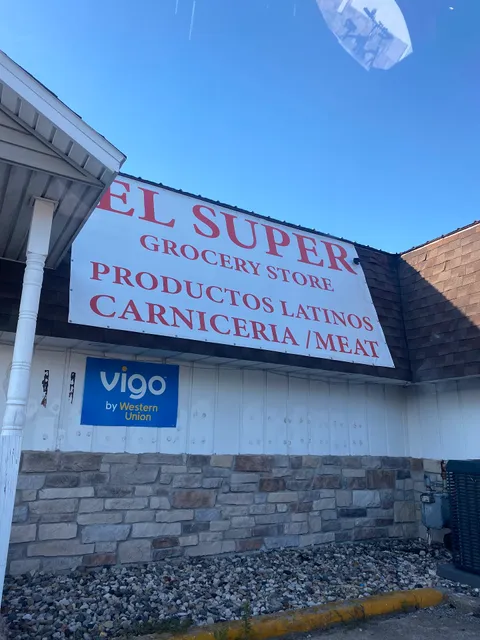 EL SUPER
GROCERY STORE
PRODUCTOS LATINOS
CARNICERIA / MEAT
vigo
by Western
Union